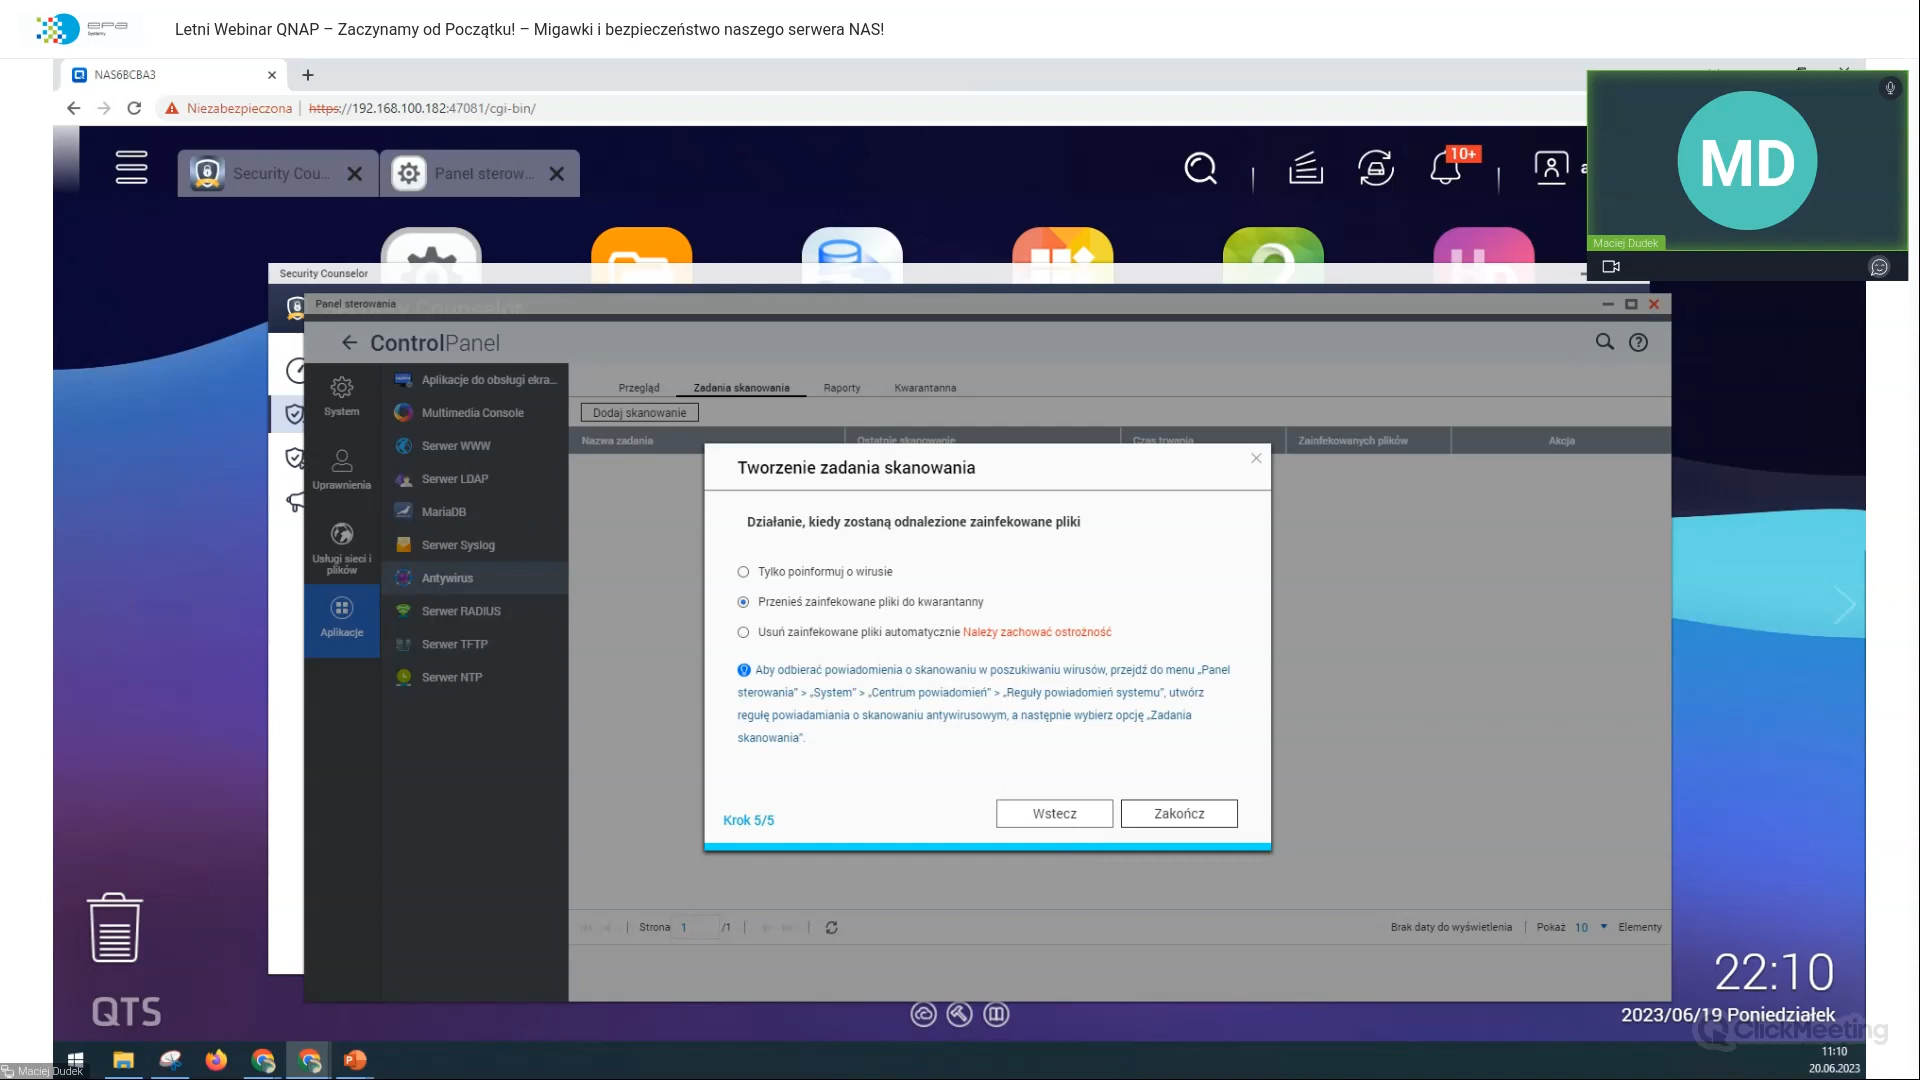 Letni Webinar QNAP – Zaczynamy od Początku! – Migawki i bezpieczeństwo naszego serwera NAS!
NAS6BCBA3
Niezabezpieczona
https://192.168.100.182:47081/cgi-bin/
Security Cou...
Panel sterow...
10+
MD
Maciej Dudek
Security Counselor
Panel sterowania
ControlPanel
System
Uprawnienia
Usługi sieci i
plików
Aplikacje
Aplikacje do obsługi ekra...
Multimedia Console
Serwer WWW
Serwer LDAP
MariaDB
Serwer Syslog
Antywirus
Serwer RADIUS
Serwer TFTP
Serwer NTP
Przegląd
Zadania skanowania
Raporty
Kwarantanna
Dodaj skanowanie
Nazwa zadania
Ostatnie skanowanie
Czas trwania
Zainfekowanych plików
Akcja
Tworzenie zadania skanowania
Działanie, kiedy zostaną odnalezione zainfekowane pliki
Tylko poinformuj o wirusie
Przenieś zainfekowane pliki do kwarantanny
Usuń zainfekowane pliki automatycznie Należy zachować ostrożność
Aby odbierać powiadomienia o skanowaniu w poszukiwaniu wirusów, przejdź do menu „Panel
sterowania” > „System” > „Centrum powiadomień” > „Reguły powiadomień systemu”, utwórz
regułę powiadamiania o skanowaniu antywirusowym, a następnie wybierz opcję „Zadania
skanowania”.
Krok 5/5
Wstecz
Zakończ
Strona 1 /1
Brak daty do wyświetlenia
Pokaż 10 Elementy
22:10
2023/06/19 Poniedziałek
QTS
ClickMeeting
11:10
20.06.2023
Maciej Dudek